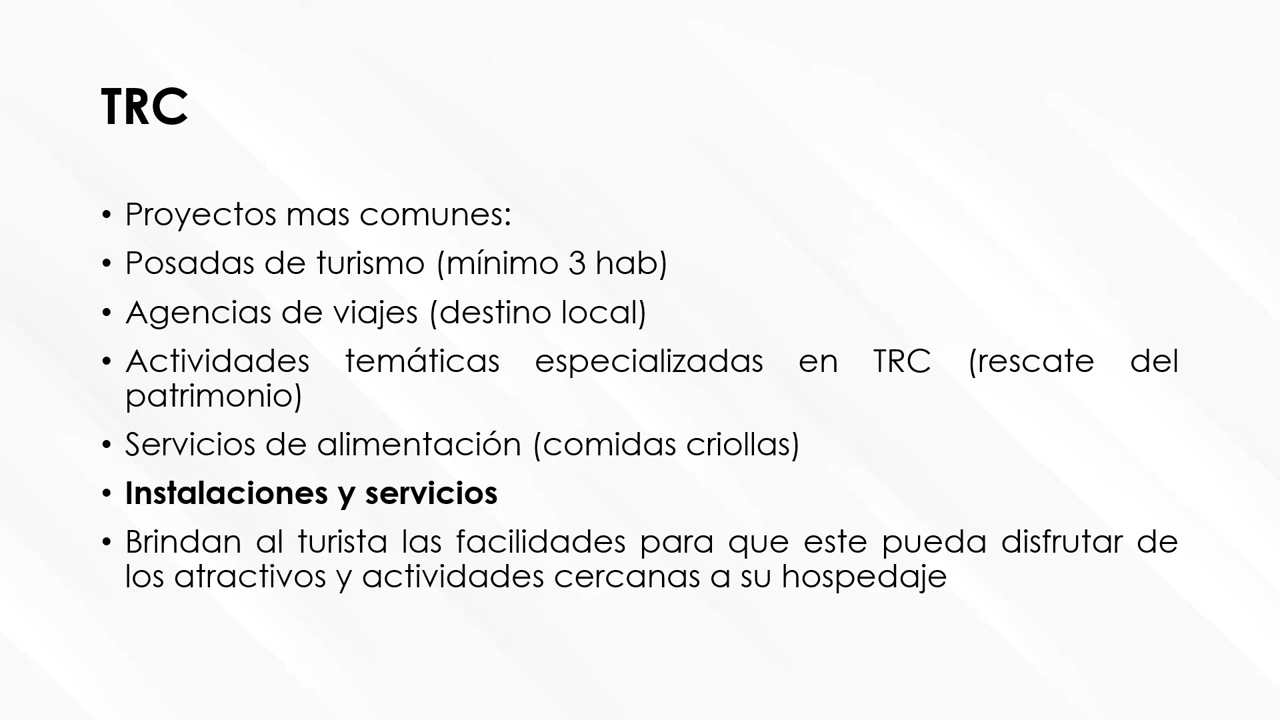 TRC
• Proyectos mas comunes:
• Posadas de turismo (mínimo 3 hab)
• Agencias de viajes (destino local)
• Actividades temáticas especializadas en TRC (rescate del
patrimonio)
• Servicios de alimentación (comidas criollas)
• Instalaciones y servicios
• Brindan al turista las facilidades para que este pueda disfrutar de
los atractivos y actividades cercanas a su hospedaje